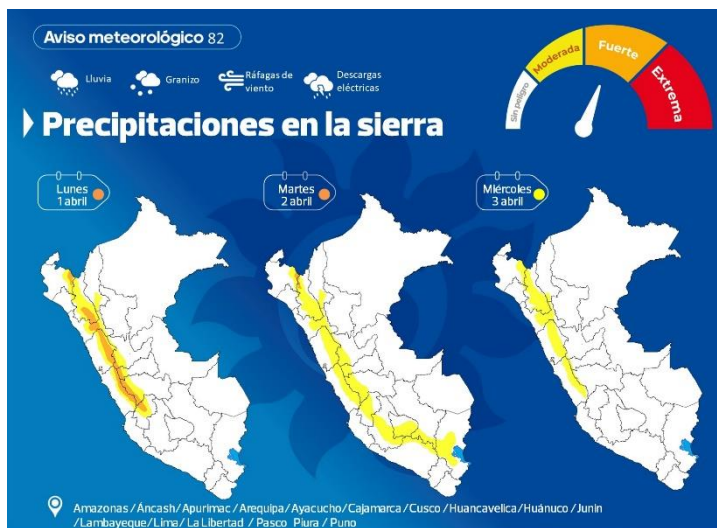 Aviso meteorológico 82
Lluvia
Granizo
Ráfagas de
viento
Descargas
eléctricas
Sin peligro
Moderada
Fuerte
Extrema
Precipitaciones en la sierra
Lunes
1 abril
Martes
2 abril
Miércoles
3 abril
Amazonas / Áncash / Apurimac / Arequipa / Ayacucho / Cajamarca / Cusco / Huancavelica / Huánuco / Junin
/ Lambayeque / Lima / La Libertad / Pasco Piura / Puno